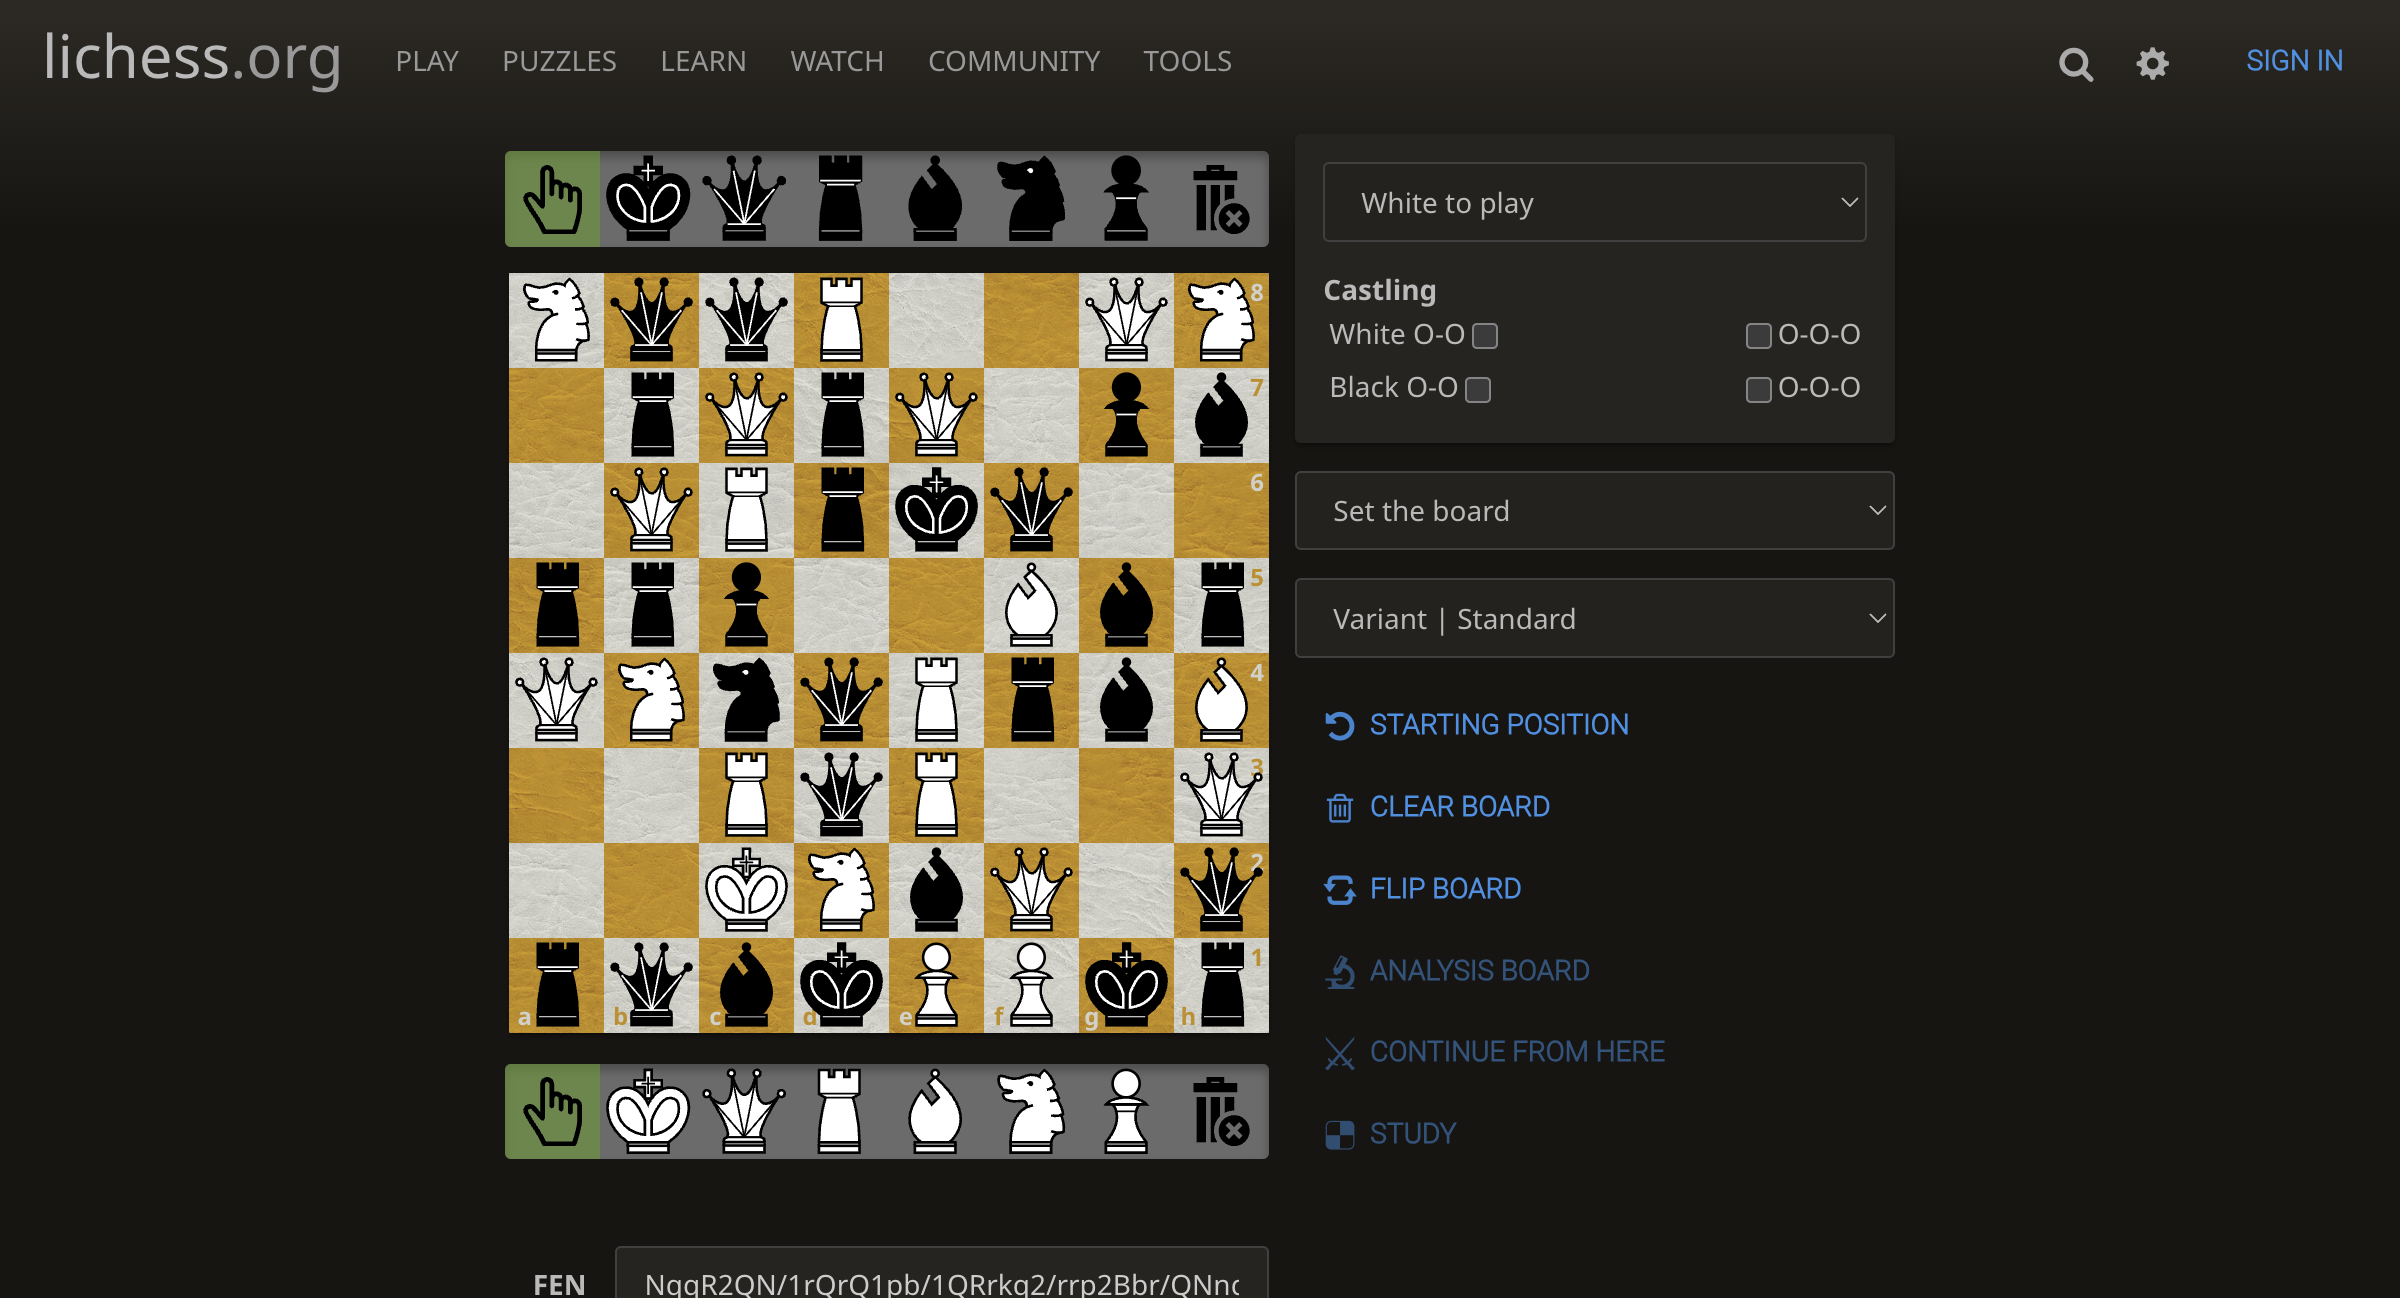 lichess.org PLAY PUZZLES LEARN WATCH COMMUNITY TOOLS SIGN IN
White to play
Castling
White O-O O-O-O
Black O-O O-O-O
Set the board
Variant | Standard
STARTING POSITION
CLEAR BOARD
FLIP BOARD
ANALYSIS BOARD
CONTINUE FROM HERE
STUDY
8
7
6
5
4
3
2
1
a b c d e f g h
FEN NqqR2QN/1rQrQ1pb/1QRrkq2/rrp2Bbr/QNnq